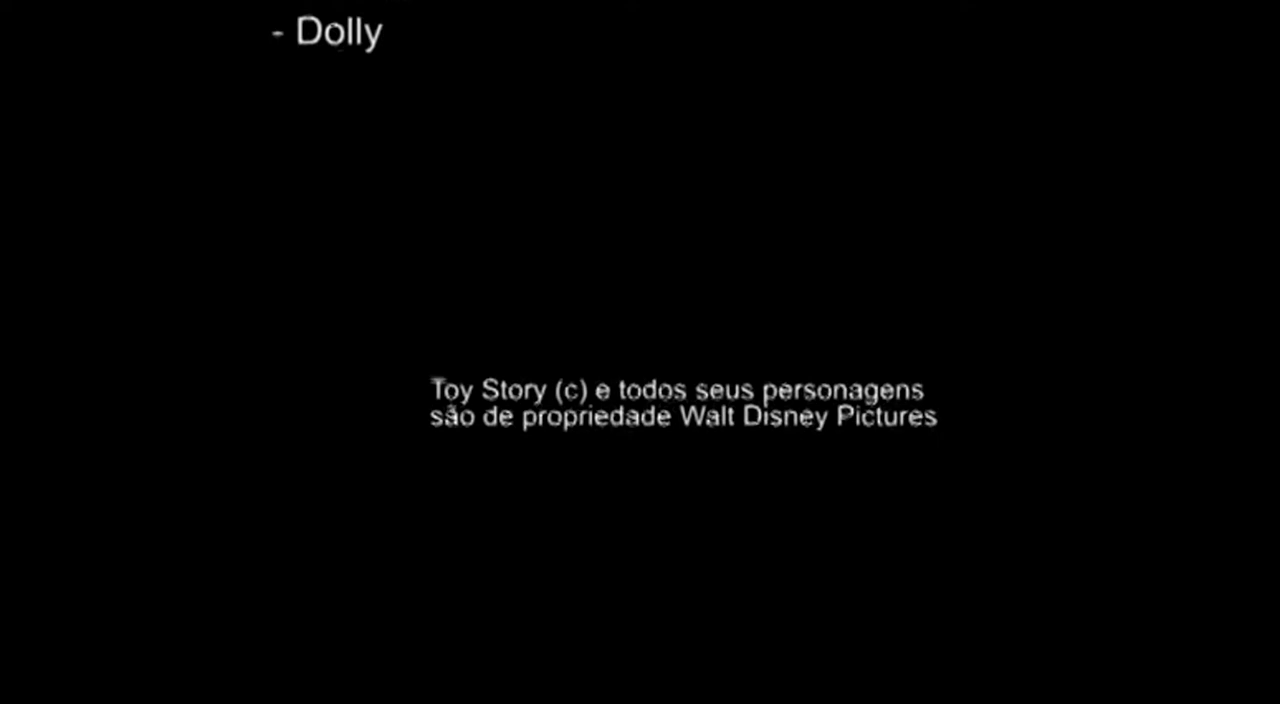 - Dolly
Toy Story (c) e todos seus personagens
são de propriedade Walt Disney Pictures